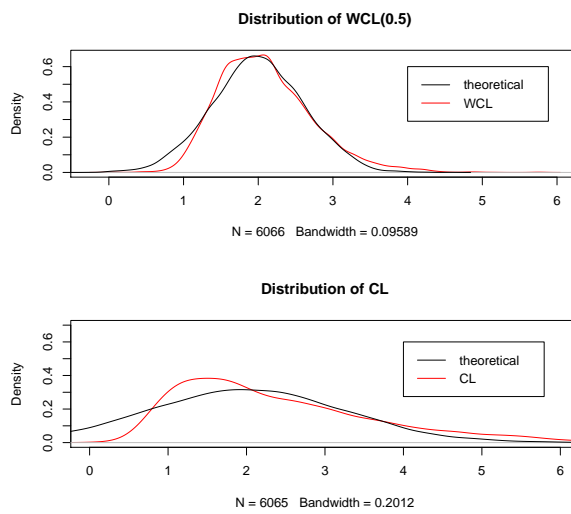 Distribution of WCL(0.5)
Density
0.0 0.2 0.4 0.6
theoretical
WCL
0 1 2 3 4 5 6
N = 6066 Bandwidth = 0.09589
Distribution of CL
Density
0.0 0.2 0.4 0.6
theoretical
CL
0 1 2 3 4 5 6
N = 6065 Bandwidth = 0.2012